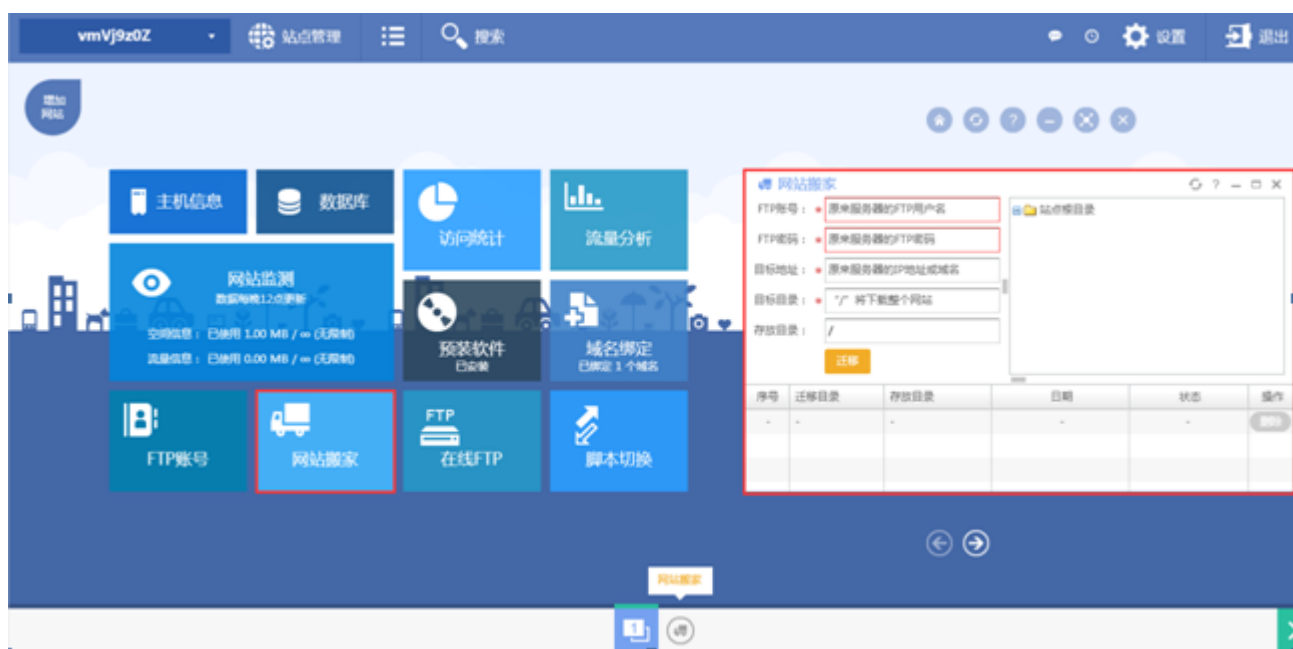 vmVj9z0Z
站点管理
搜索
设置
退出
增加
网站
主机信息
数据库
访问统计
流量分析
网站监测
数据每晚12点更新
空间信息： 已使用 1.00 MB / ∞ (无限制)
流量信息： 已使用 0.00 MB / ∞ (无限制)
预装软件
已安装
域名绑定
已绑定 1 个域名
FTP账号
网站搬家
FTP
在线FTP
脚本切换
网站搬家
FTP账号： * 原来服务器的FTP用户名
FTP密码： * 原来服务器的FTP密码
目标地址： * 原来服务器的IP地址或域名
目标目录： * "/" 将下载整个网站
存放目录： /
迁移
站点根目录
序号 迁移目录 存放目录 日期 状态 操作
- - - - - 删除
网站搬家
1